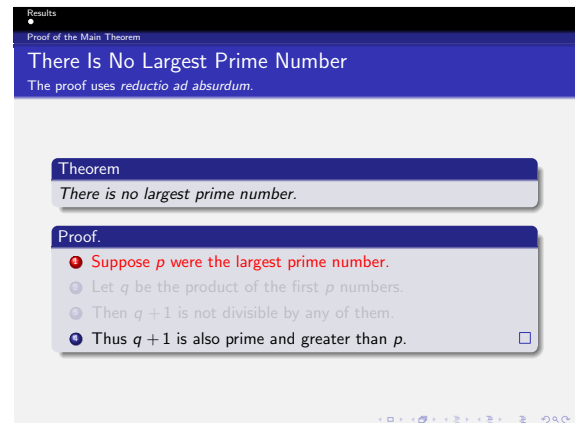 Results
Proof of the Main Theorem
There Is No Largest Prime Number
The proof uses reductio ad absurdum.
Theorem
There is no largest prime number.
Proof.
1 Suppose p were the largest prime number.
2 Let q be the product of the first p numbers.
3 Then q + 1 is not divisible by any of them.
4 Thus q + 1 is also prime and greater than p.